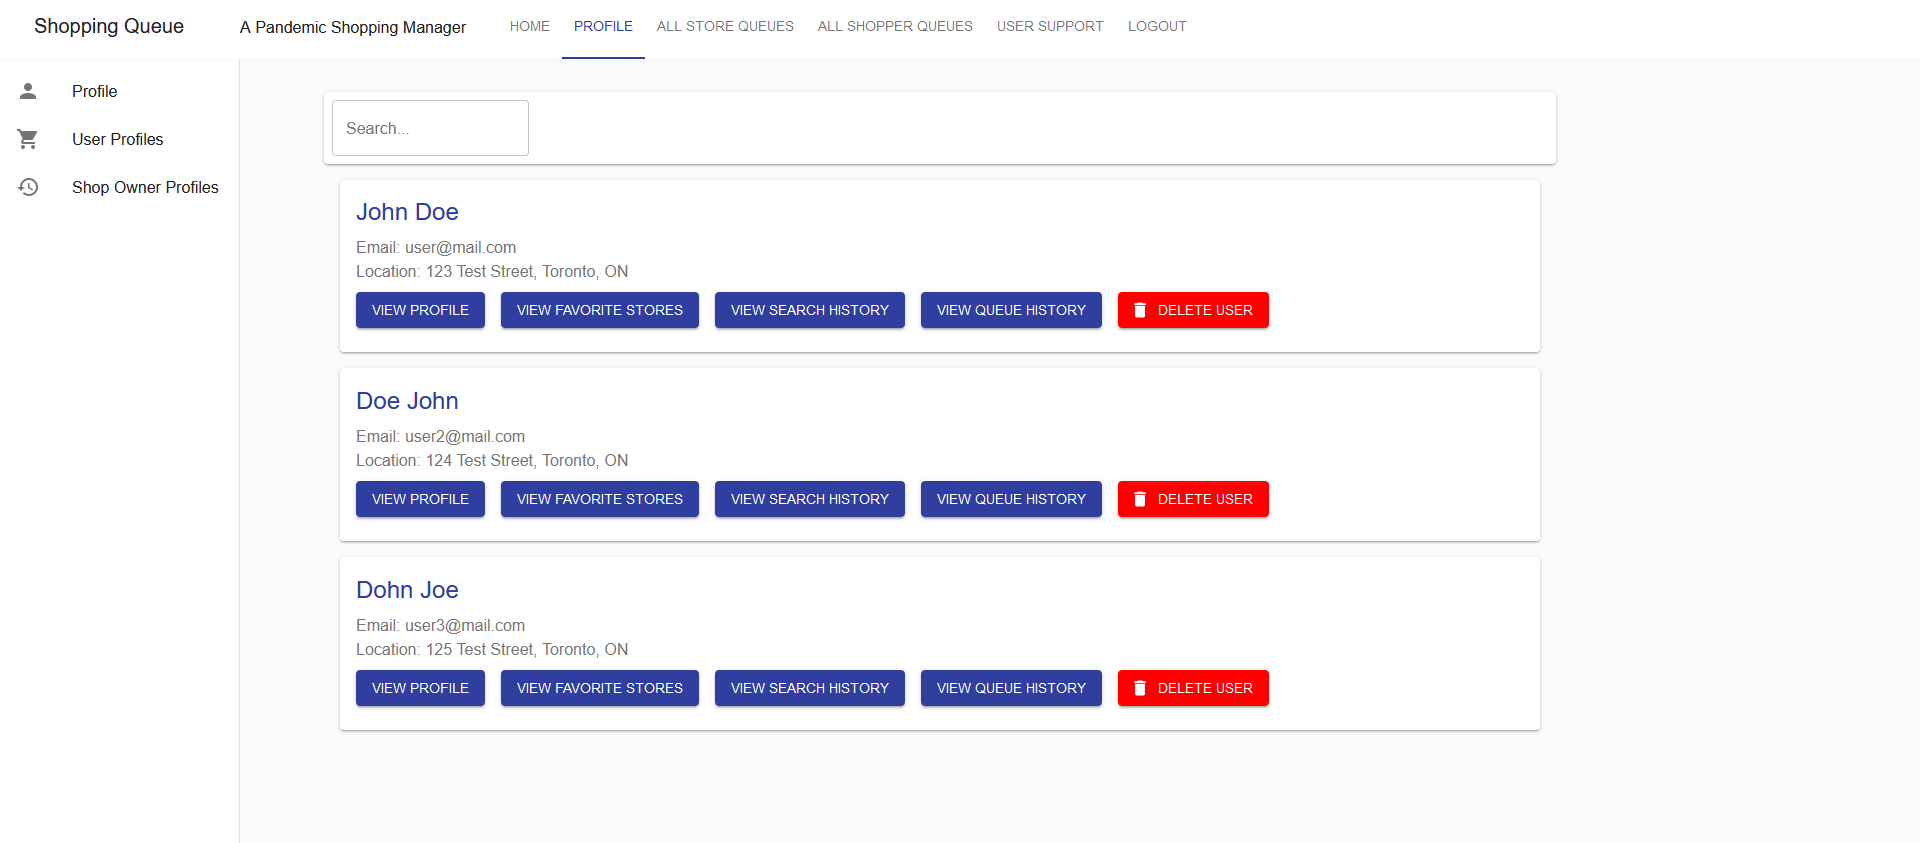 Shopping Queue
A Pandemic Shopping Manager
HOME
PROFILE
ALL STORE QUEUES
ALL SHOPPER QUEUES
USER SUPPORT
LOGOUT
Profile
User Profiles
Shop Owner Profiles
Search...
John Doe
Email: user@mail.com
Location: 123 Test Street, Toronto, ON
VIEW PROFILE
VIEW FAVORITE STORES
VIEW SEARCH HISTORY
VIEW QUEUE HISTORY
DELETE USER
Doe John
Email: user2@mail.com
Location: 124 Test Street, Toronto, ON
VIEW PROFILE
VIEW FAVORITE STORES
VIEW SEARCH HISTORY
VIEW QUEUE HISTORY
DELETE USER
Dohn Joe
Email: user3@mail.com
Location: 125 Test Street, Toronto, ON
VIEW PROFILE
VIEW FAVORITE STORES
VIEW SEARCH HISTORY
VIEW QUEUE HISTORY
DELETE USER